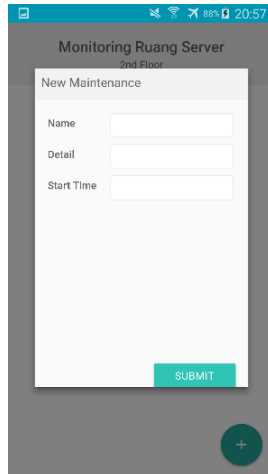 88% 20:57
Monitoring Ruang Server
2nd Floor
New Maintenance
Name
Detail
Start TIme
SUBMIT
+